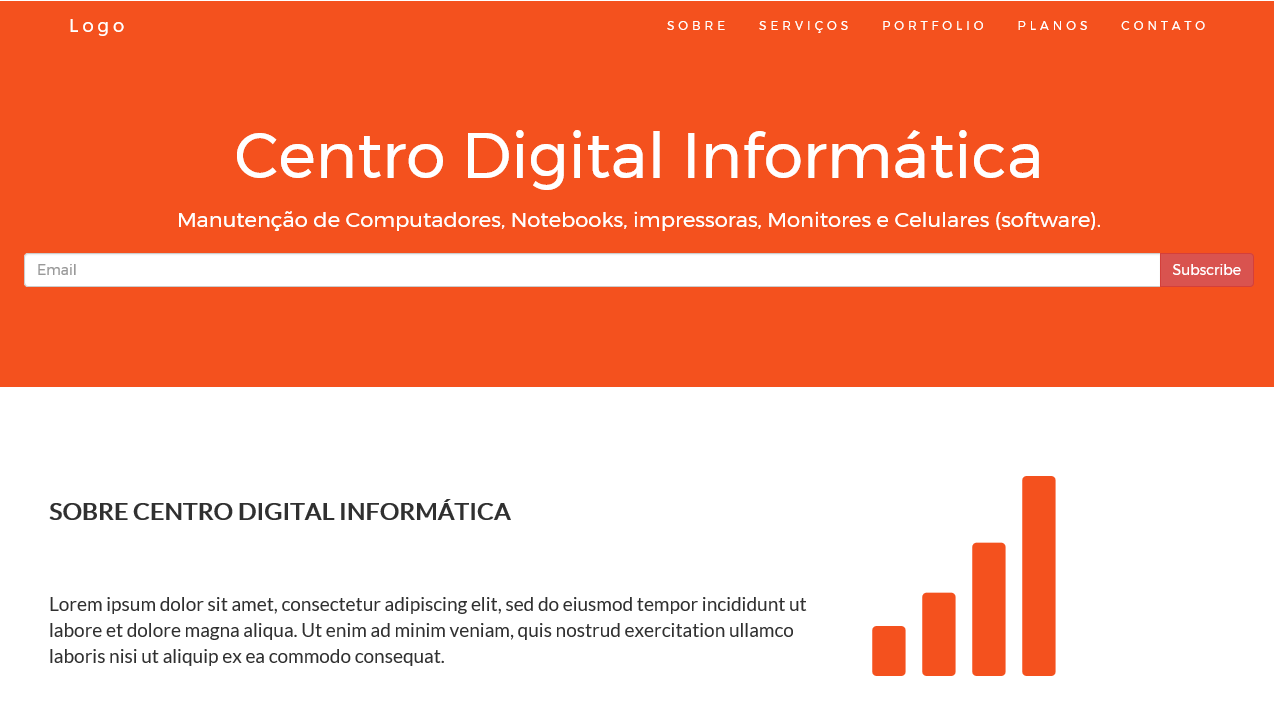 Logo
SOBRE SERVIÇOS PORTFOLIO PLANOS CONTATO
Centro Digital Informática
Manutenção de Computadores, Notebooks, impressoras, Monitores e Celulares (software).
Email Subscribe
SOBRE CENTRO DIGITAL INFORMÁTICA
Lorem ipsum dolor sit amet, consectetur adipiscing elit, sed do eiusmod tempor incididunt ut
labore et dolore magna aliqua. Ut enim ad minim veniam, quis nostrud exercitation ullamco
laboris nisi ut aliquip ex ea commodo consequat.